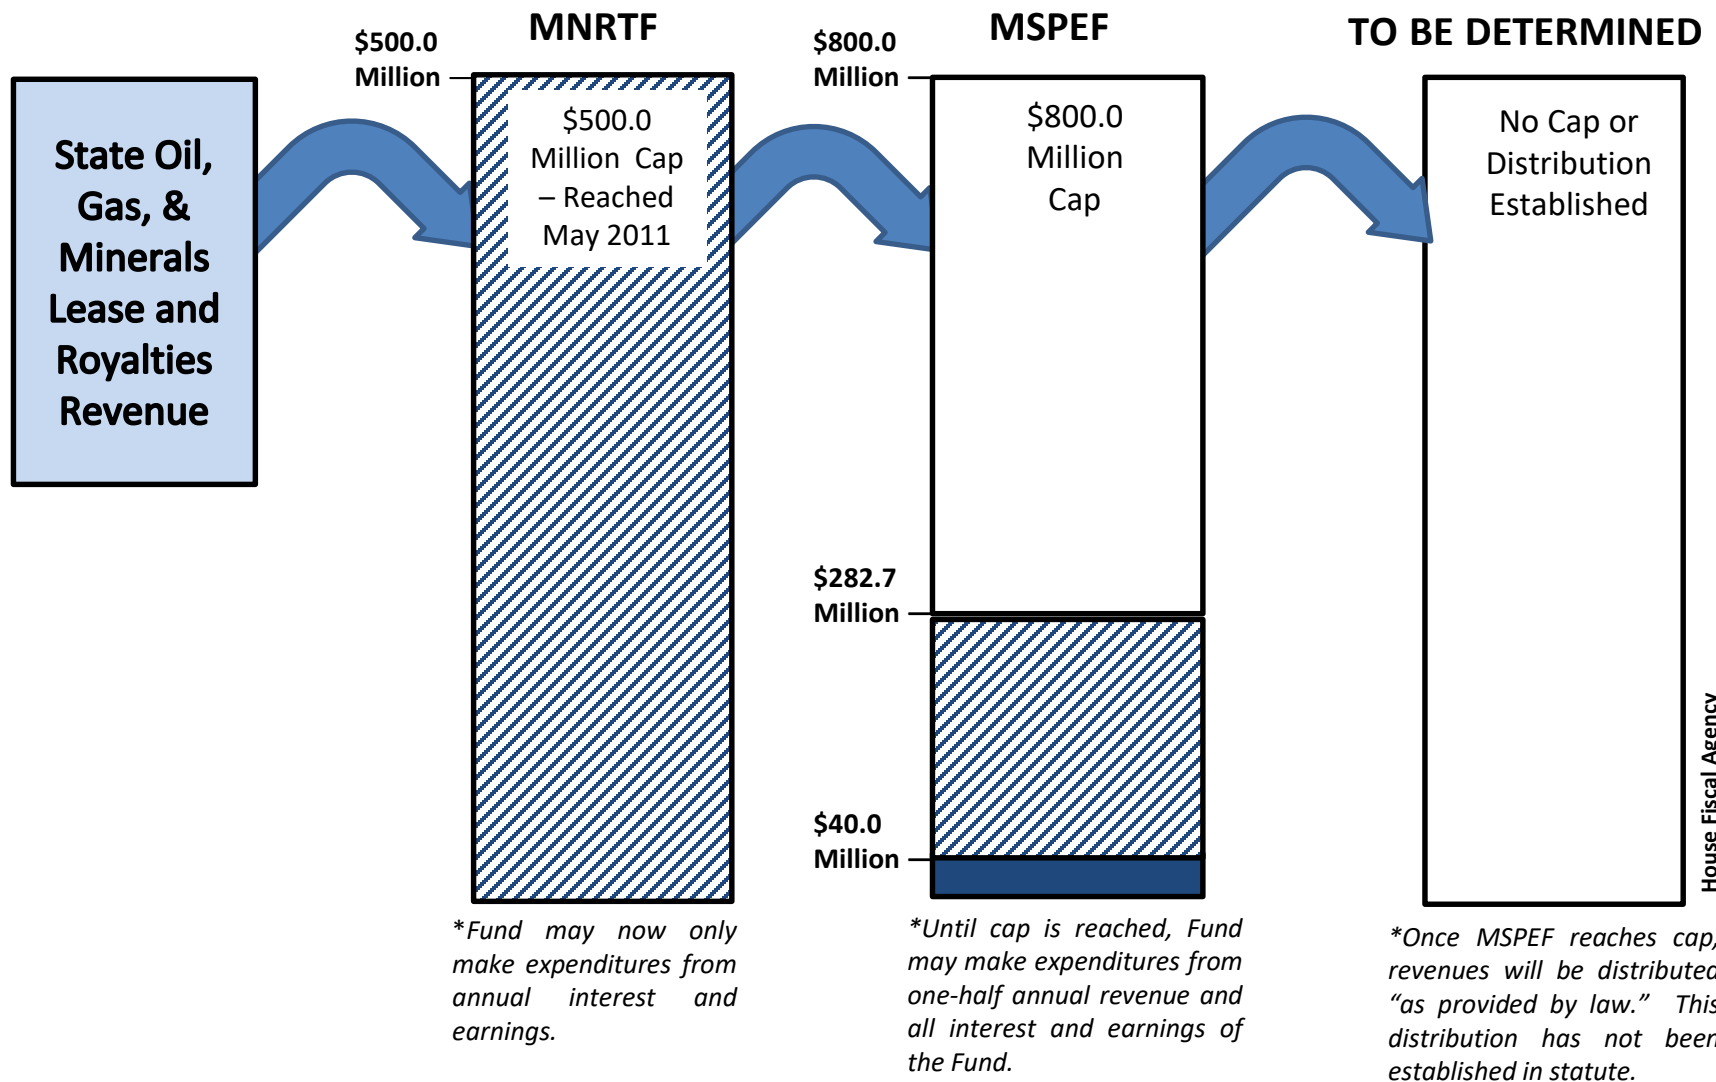 MNRTF
MSPEF
TO BE DETERMINED
State Oil,
Gas, &
Minerals
Lease and
Royalties
Revenue
$500.0
Million
$500.0
Million Cap
– Reached
May 2011
*Fund may now only
make expenditures from
annual interest and
earnings.
$800.0
Million
$800.0
Million
Cap
$282.7
Million
$40.0
Million
*Until cap is reached, Fund
may make expenditures from
one-half annual revenue and
all interest and earnings of
the Fund.
No Cap or
Distribution
Established
*Once MSPEF reaches cap,
revenues will be distributed
“as provided by law.” This
distribution has not been
established in statute.
House Fiscal Agency